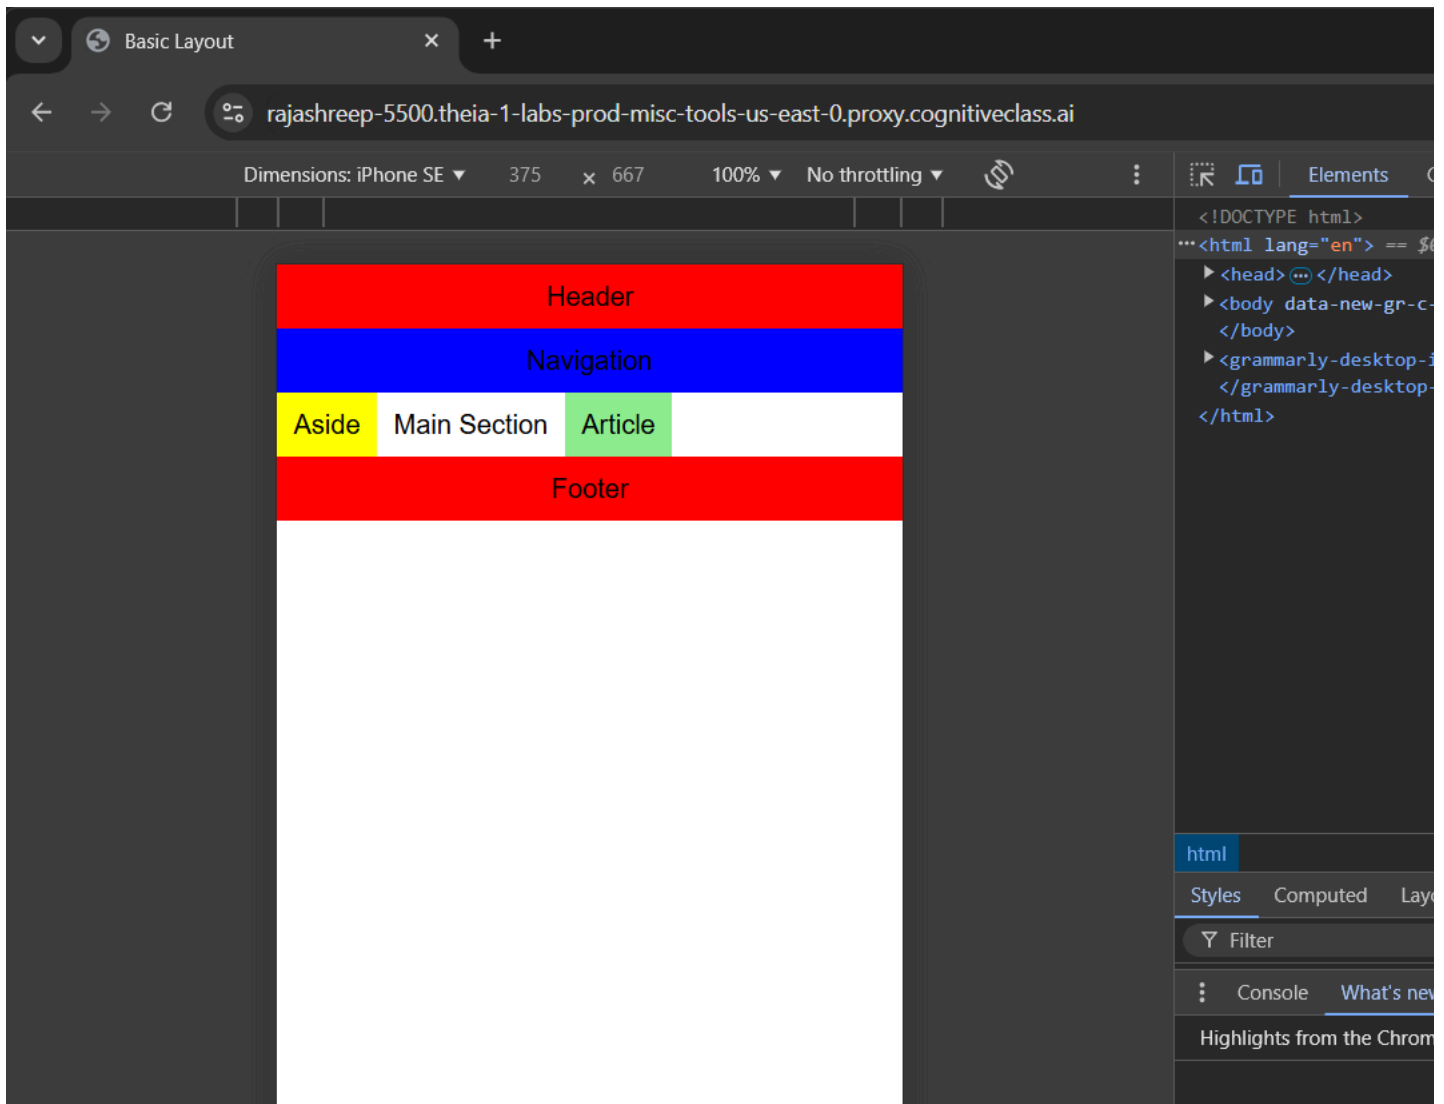 Basic Layout
rajashreep-5500.theia-1-labs-prod-misc-tools-us-east-0.proxy.cognitiveclass.ai
Dimensions: iPhone SE 375 × 667 100% No throttling Elements
<!DOCTYPE html>
<html lang="en"> == 
<head> </head>
<body data-new-gr-c-
</body>
<grammarly-desktop-
</grammarly-desktop-
</html>
Header
Navigation
Aside Main Section Article
Footer
html
Styles Computed
Filter
Console What's
Highlights from the